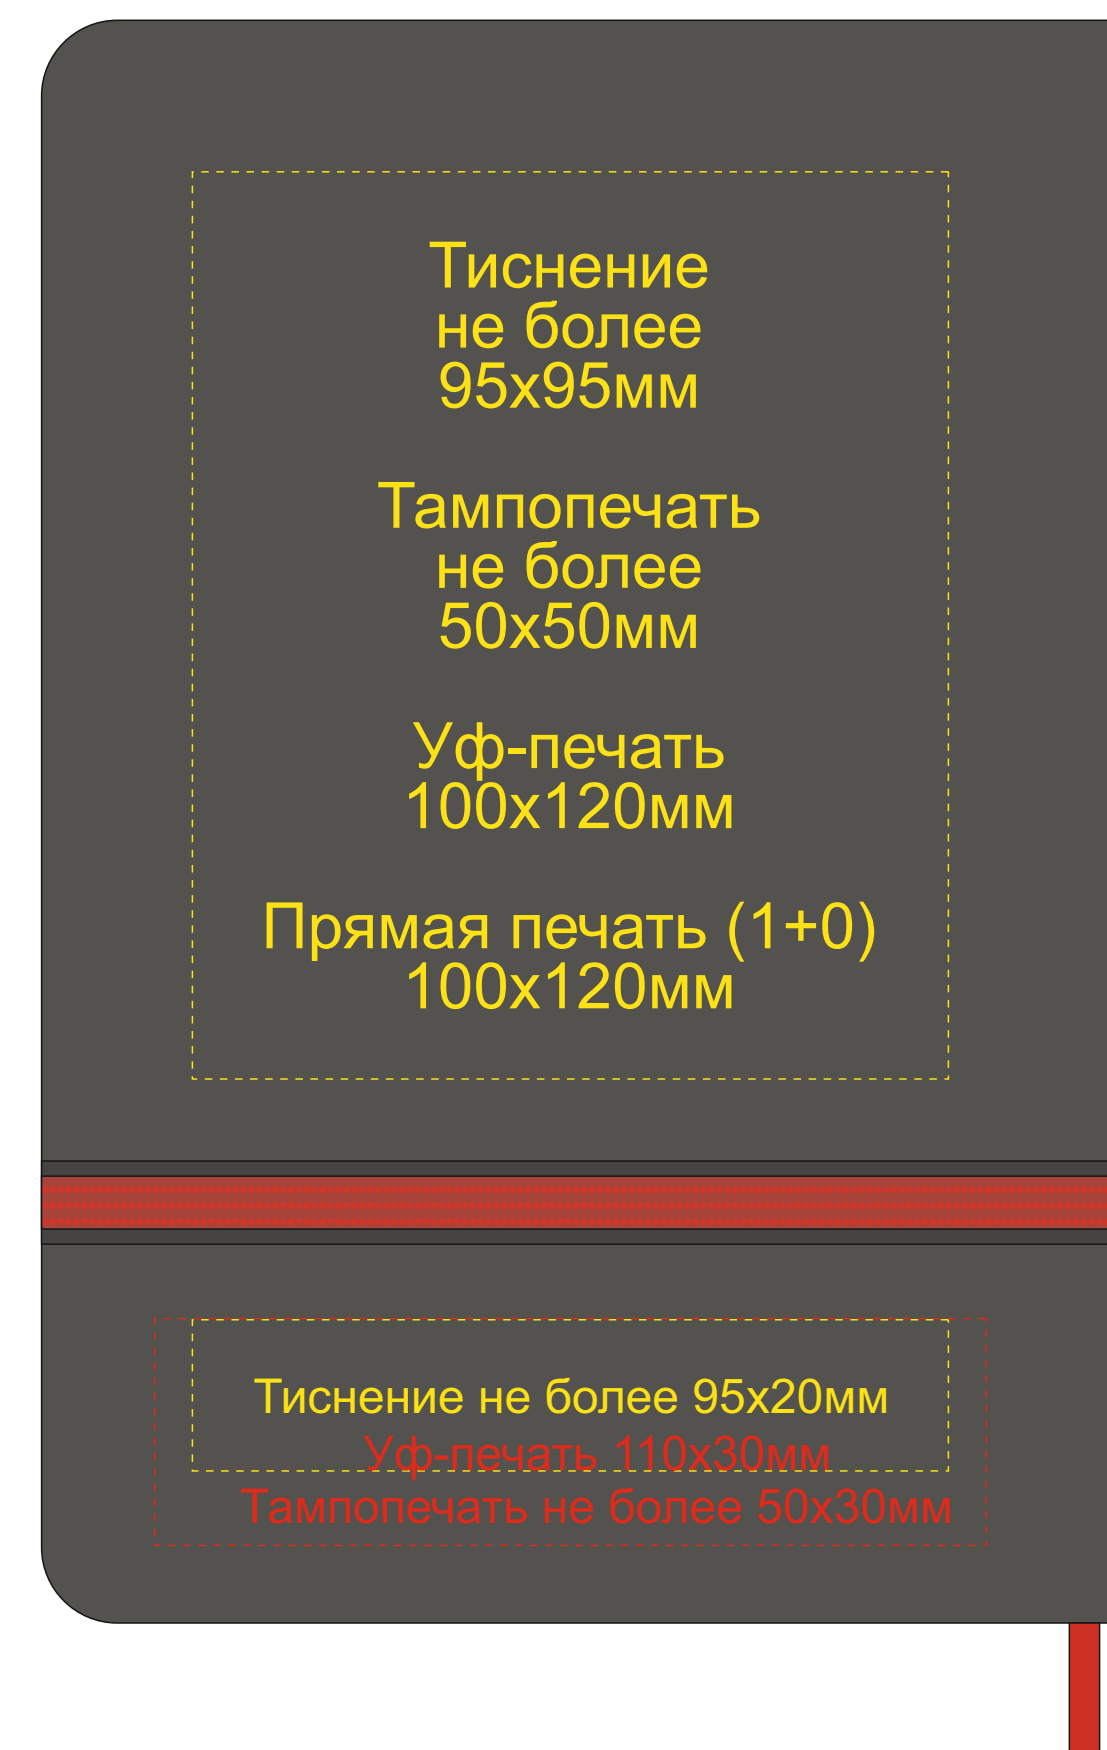 Тиснение
не более
95х95мм
Тампопечать
не более
50х50мм
Уф-печать
100х120мм
Прямая печать (1+0)
100х120мм
Тиснение не более 95х20мм
Уф-печать 110х30мм
Тампопечать не более 50х30мм